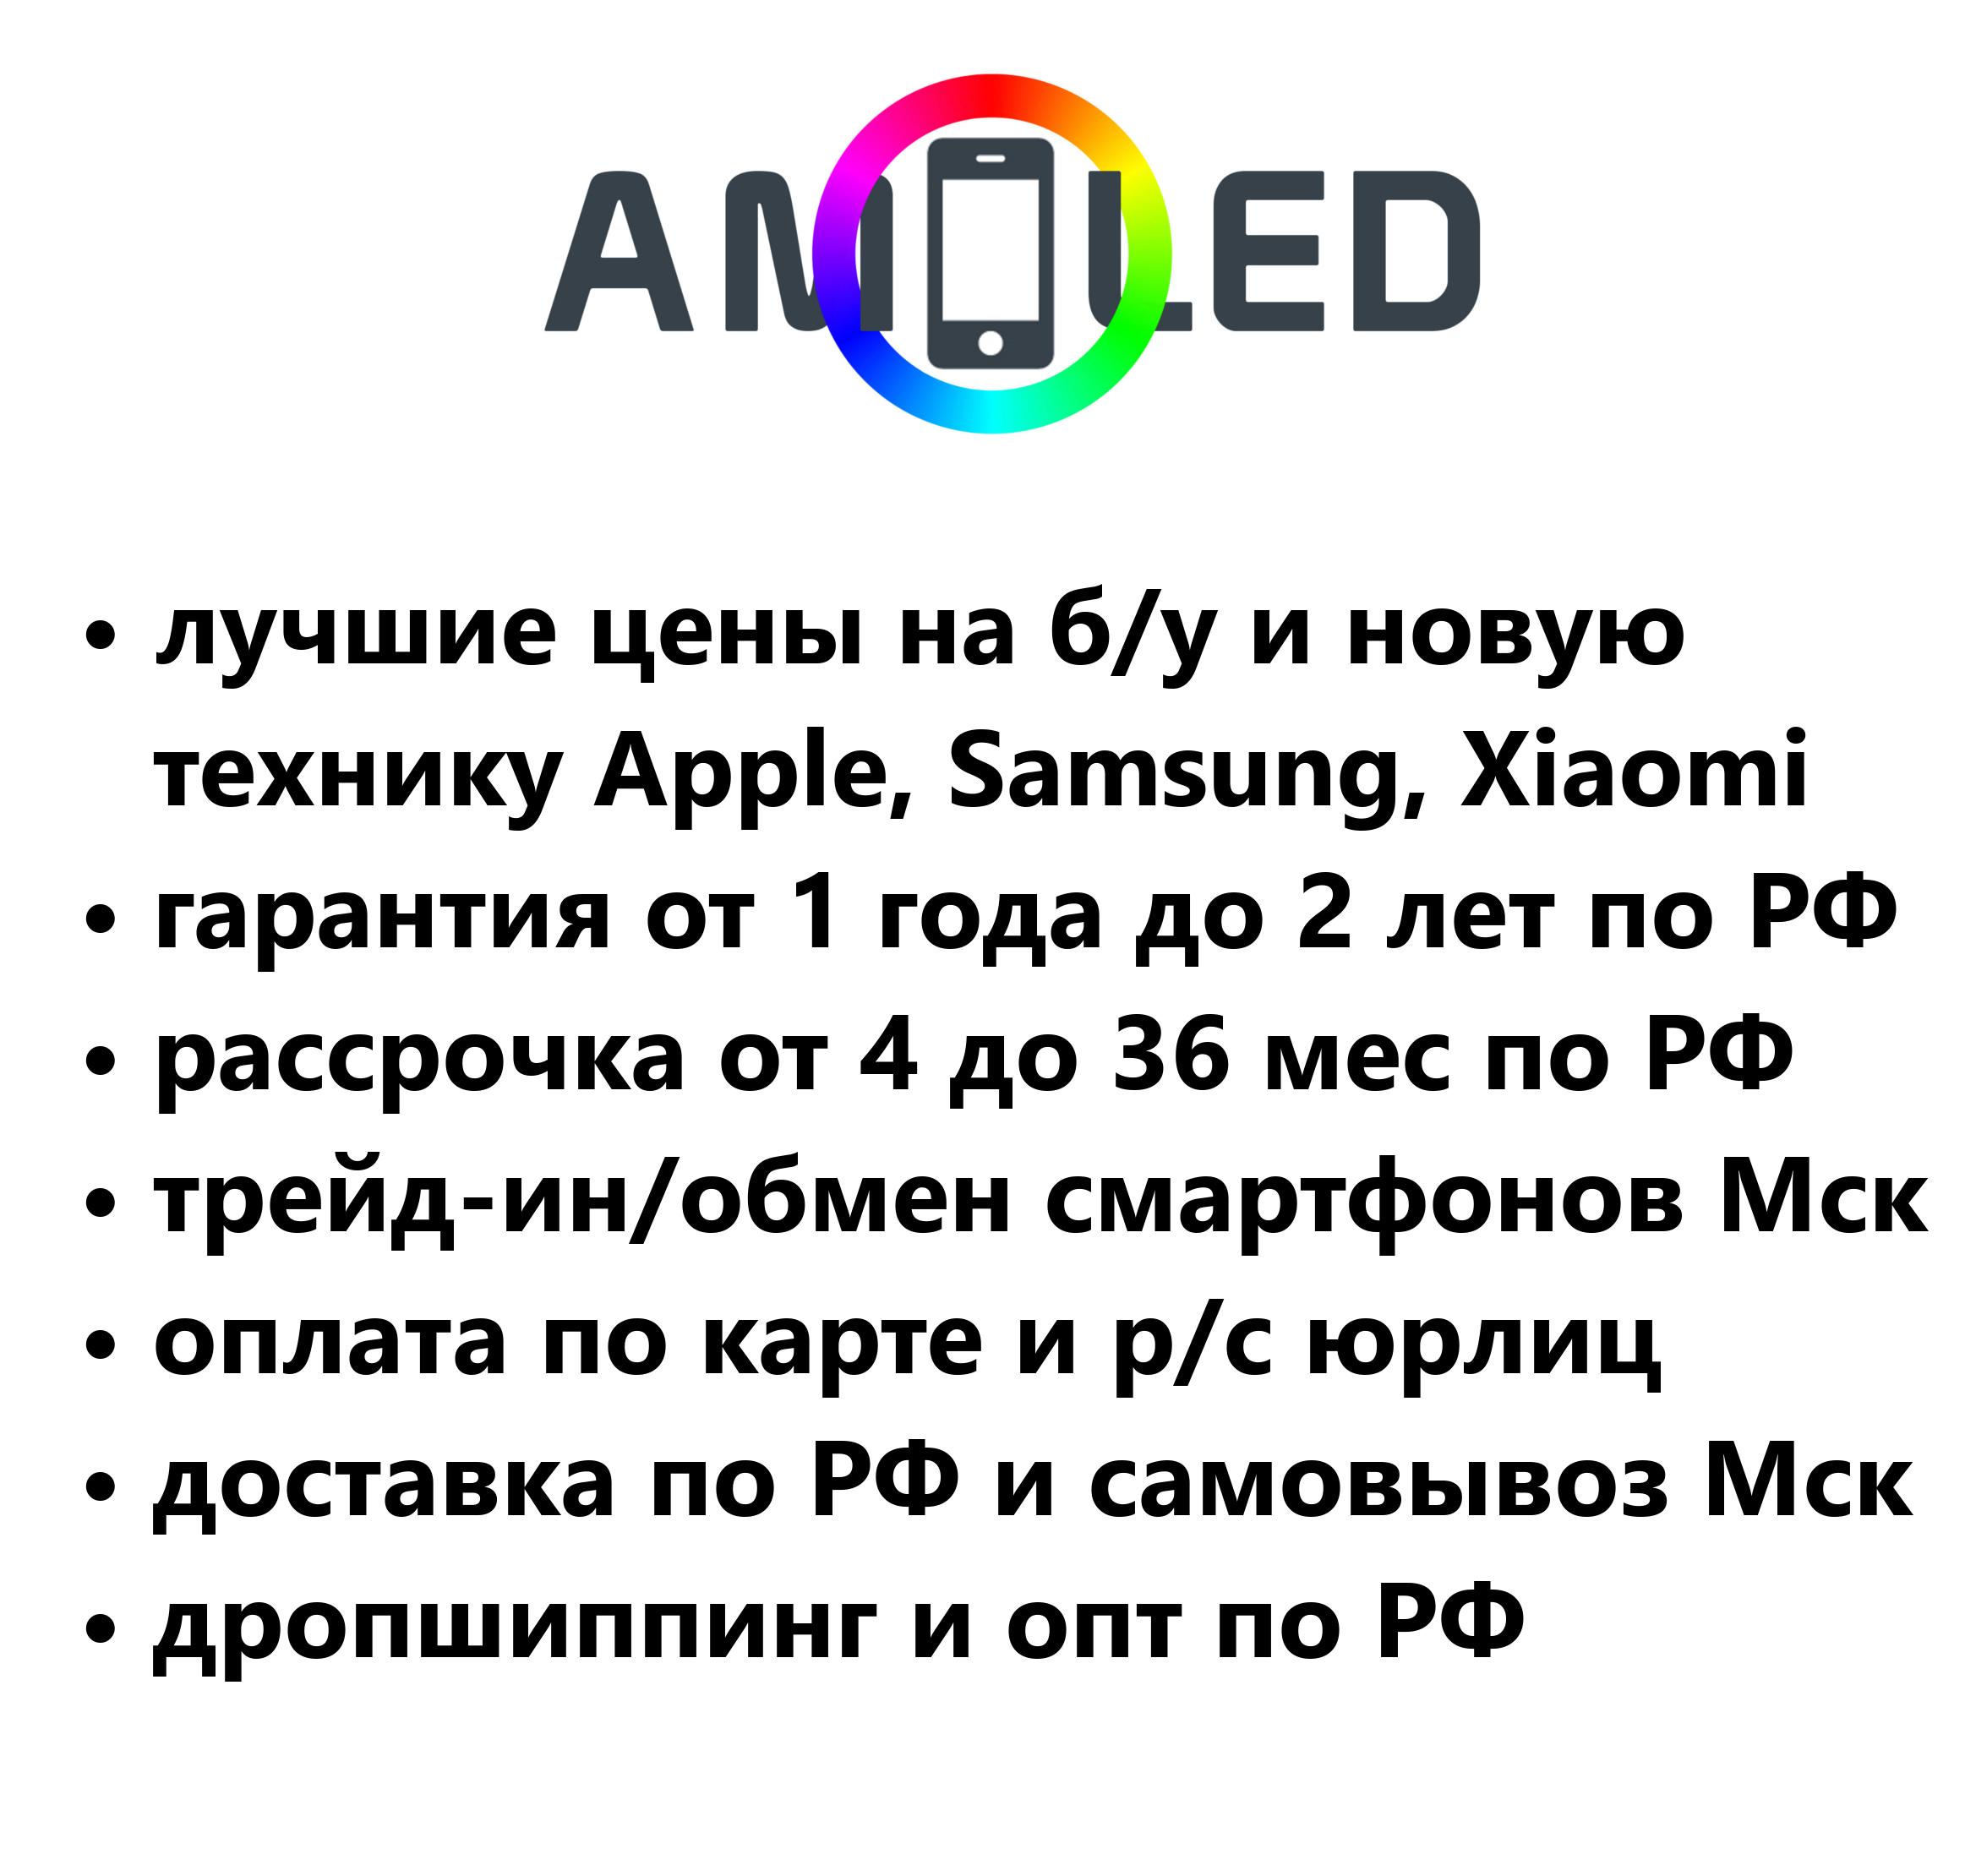 AMOLED
• лучшие цены на б/у и новую
технику Apple, Samsung, Xiaomi
• гарантия от 1 года до 2 лет по РФ
• рассрочка от 4 до 36 мес по РФ
• трейд-ин/обмен смартфонов Мск
• оплата по карте и р/с юрлиц
• доставка по РФ и самовывоз Мск
• дропшиппинг и опт по РФ